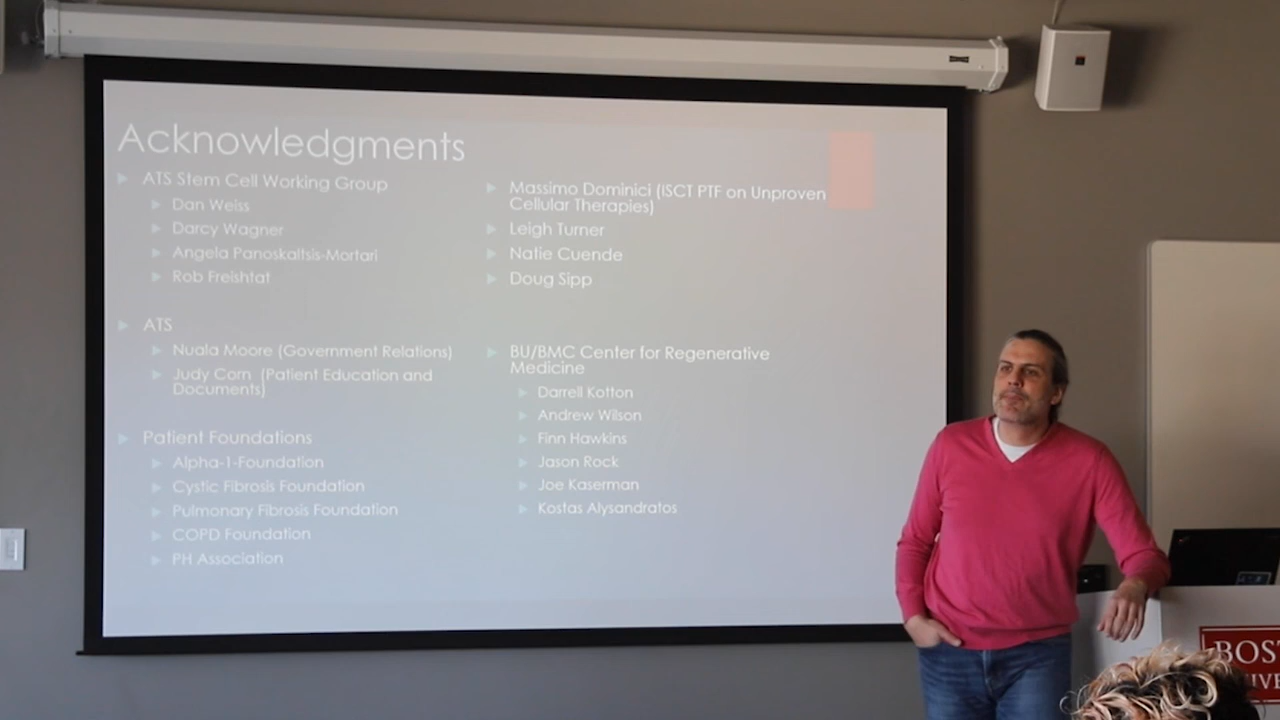 Acknowledgments
ATS Stem Cell Working Group
Dan Weiss
Darcy Wagner
Angela Panoskaltsis-Mortari
Rob Freishtat
ATS
Nuala Moore (Government Relations)
Judy Corn (Patient Education and
Documents)
Patient Foundations
Alpha-1-Foundation
Cystic Fibrosis Foundation
Pulmonary Fibrosis Foundation
COPD Foundation
PH Association
Massimo Dominici (ISCT PTF on Unproven
Cellular Therapies)
Leigh Turner
Natie Cuende
Doug Sipp
BU/BMC Center for Regenerative
Medicine
Darrell Kotton
Andrew Wilson
Finn Hawkins
Jason Rock
Joe Kaserman
Kostas Alysandratos
BOS
IVE